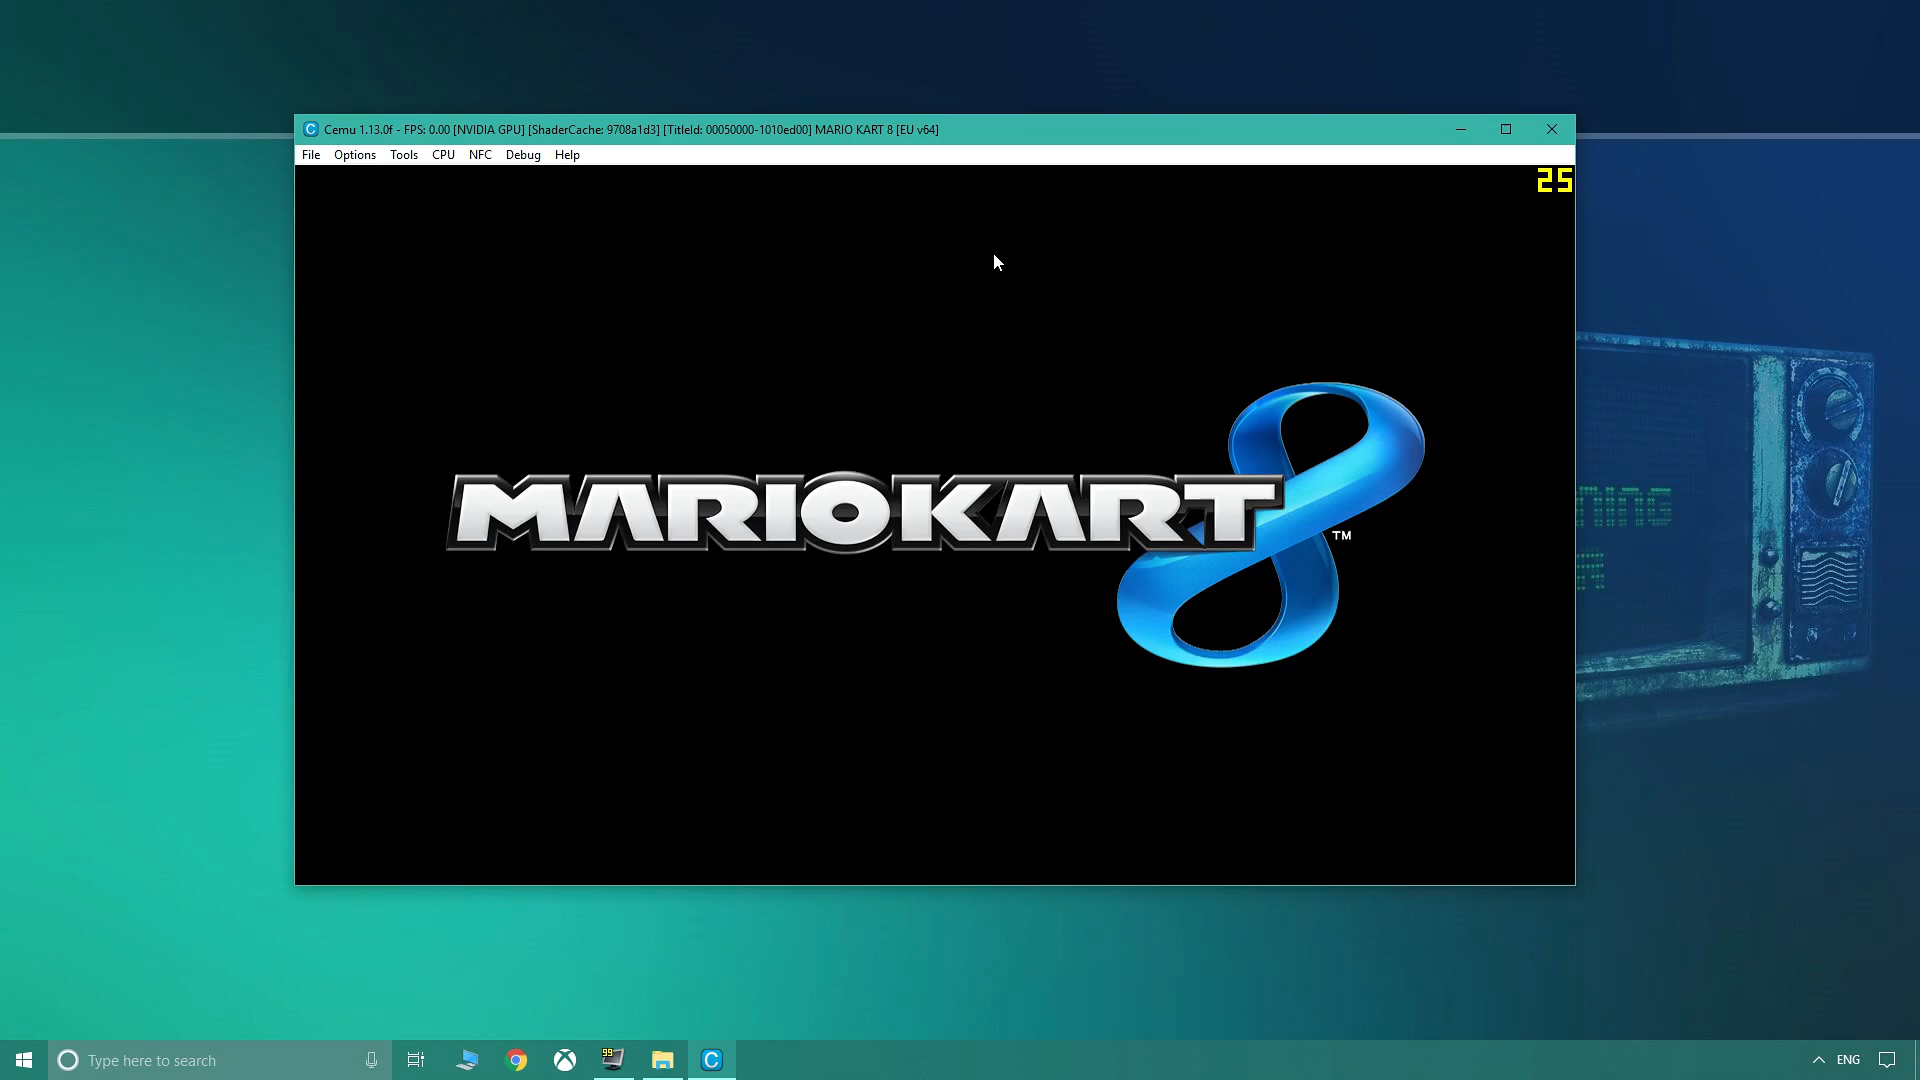 Cemu 1.13.0f - FPS: 0.00 [NVIDIA GPU] [ShaderCache: 9708a1d3] [TitleId: 00050000-1010ed00] MARIO KART 8 [EU v64]
File Options Tools CPU NFC Debug Help
25
MARIOKART 8
TM
Type here to search
99
C
ENG